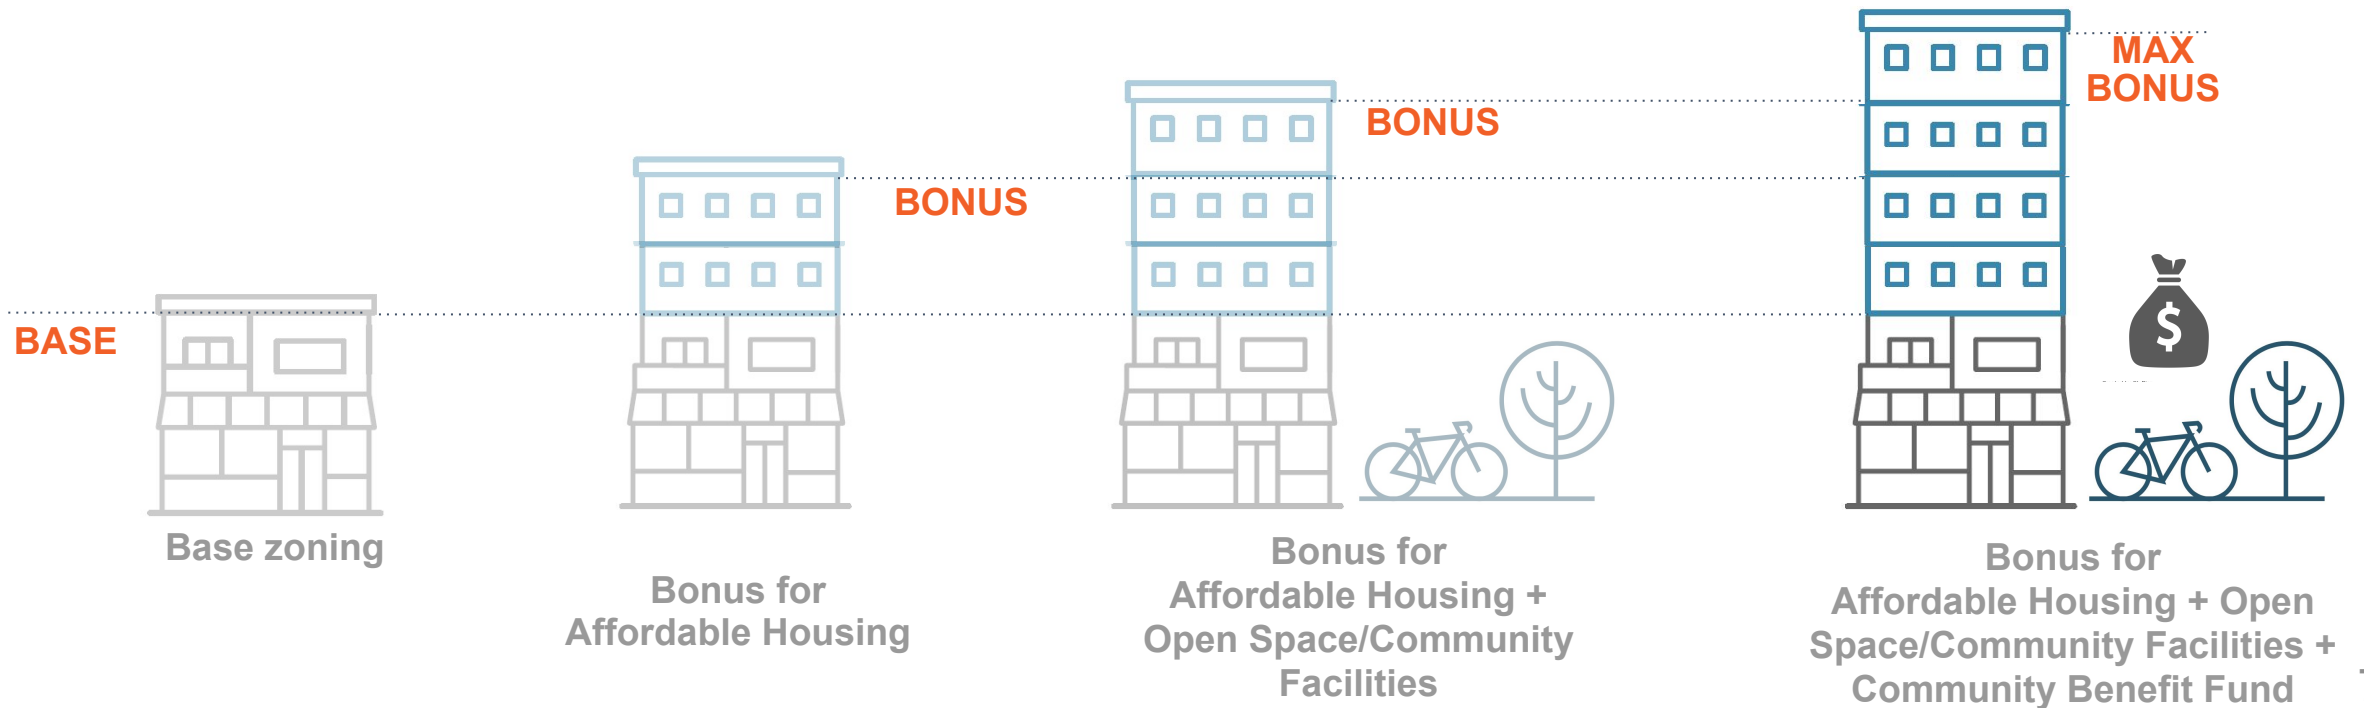 MAX
BONUS
BONUS
BONUS
BASE
$
Base zoning
Bonus for
Affordable Housing
Bonus for
Affordable Housing +
Open Space/Community
Facilities
Bonus for
Affordable Housing + Open
Space/Community Facilities +
Community Benefit Fund